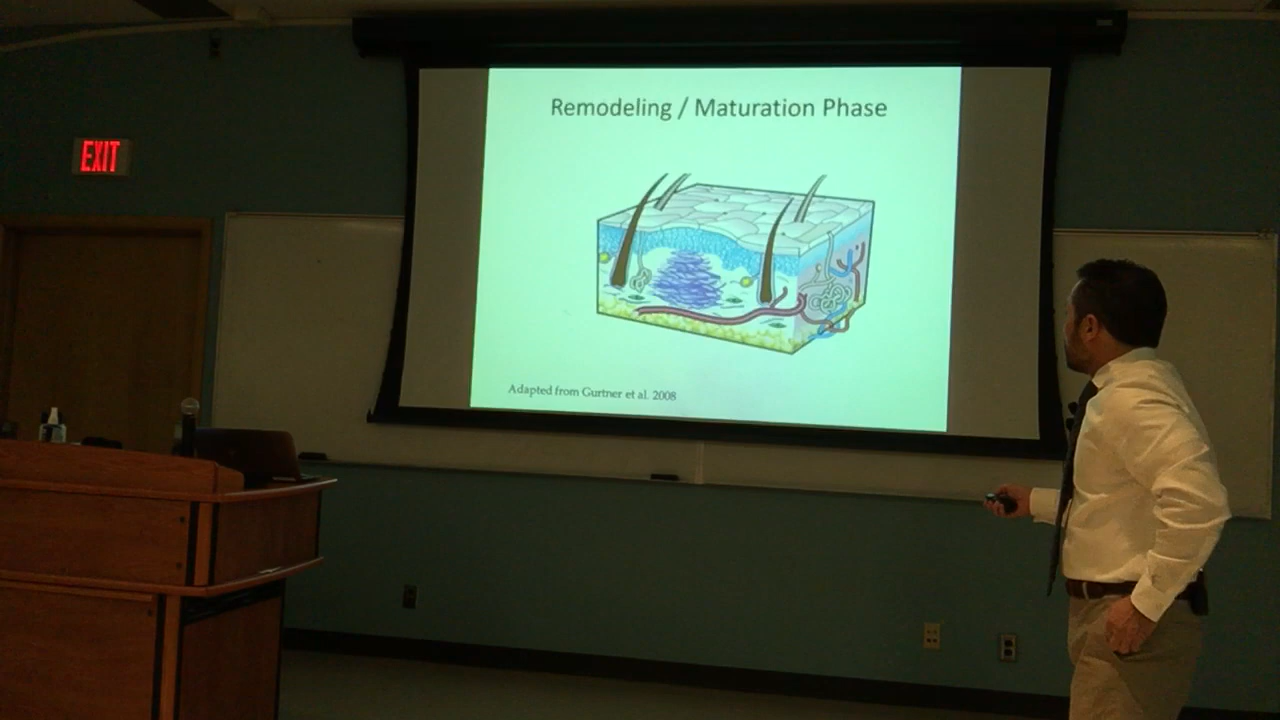 Remodeling / Maturation Phase
EXIT
Adapted from Gurtner et al. 2008